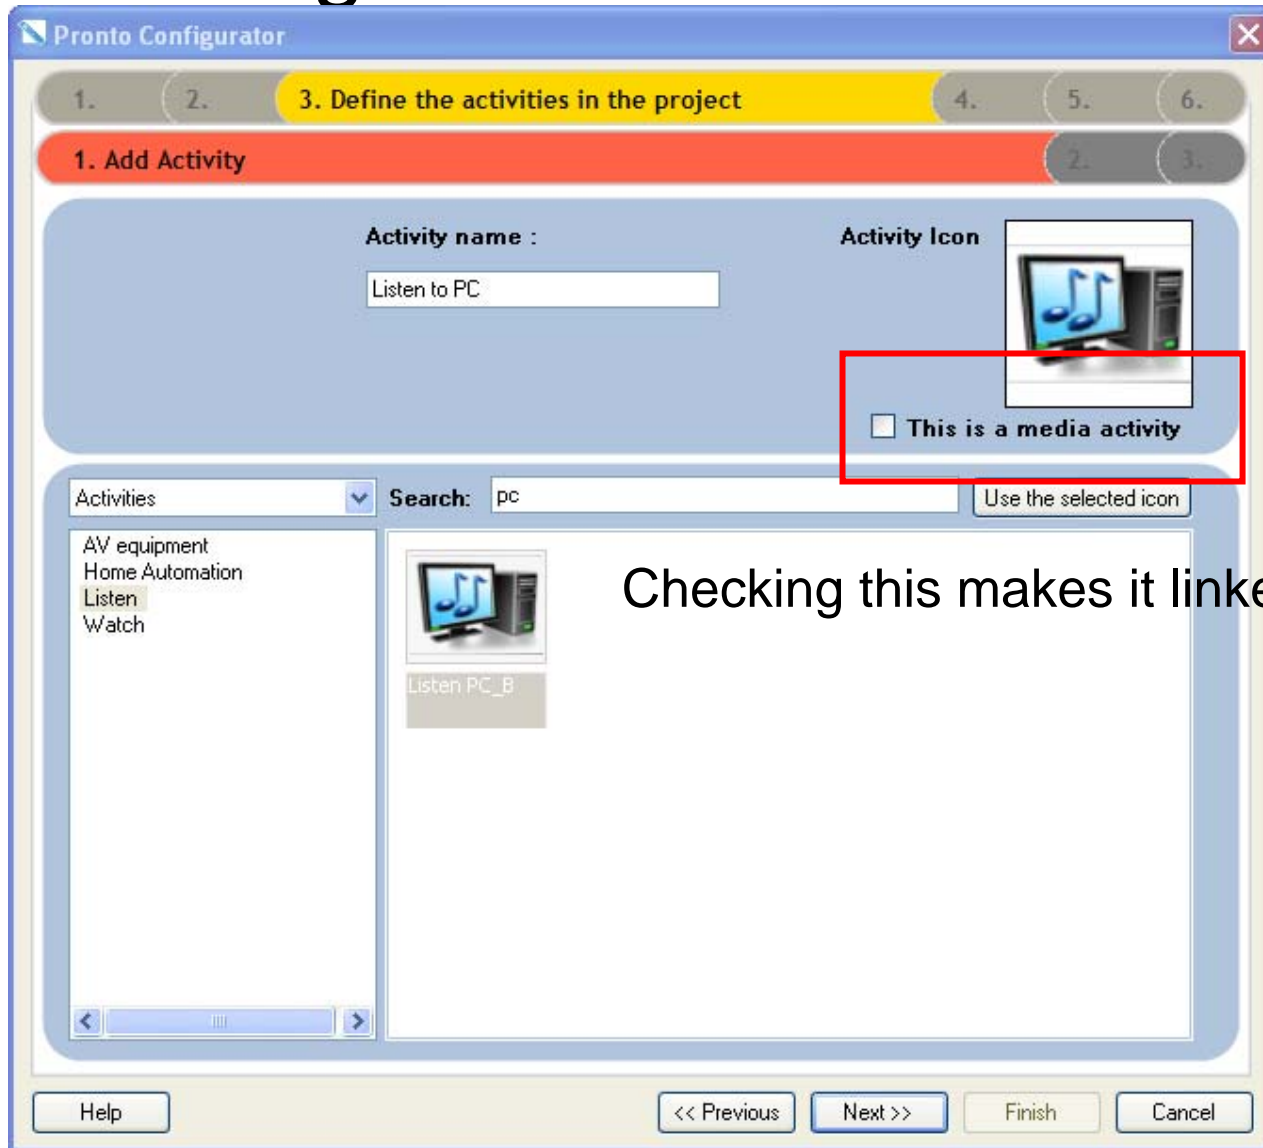 Pronto Configurator
1. 2. 3. Define the activities in the project 4. 5. 6.
1. Add Activity 2. 3.
Activity name : Activity Icon
Listen to PC
This is a media activity
Activities Search: pc Use the selected icon
AV equipment
Home Automation
Listen
Watch
Checking this makes it linke
Listen PC_B
Help << Previous Next >> Finish Cancel